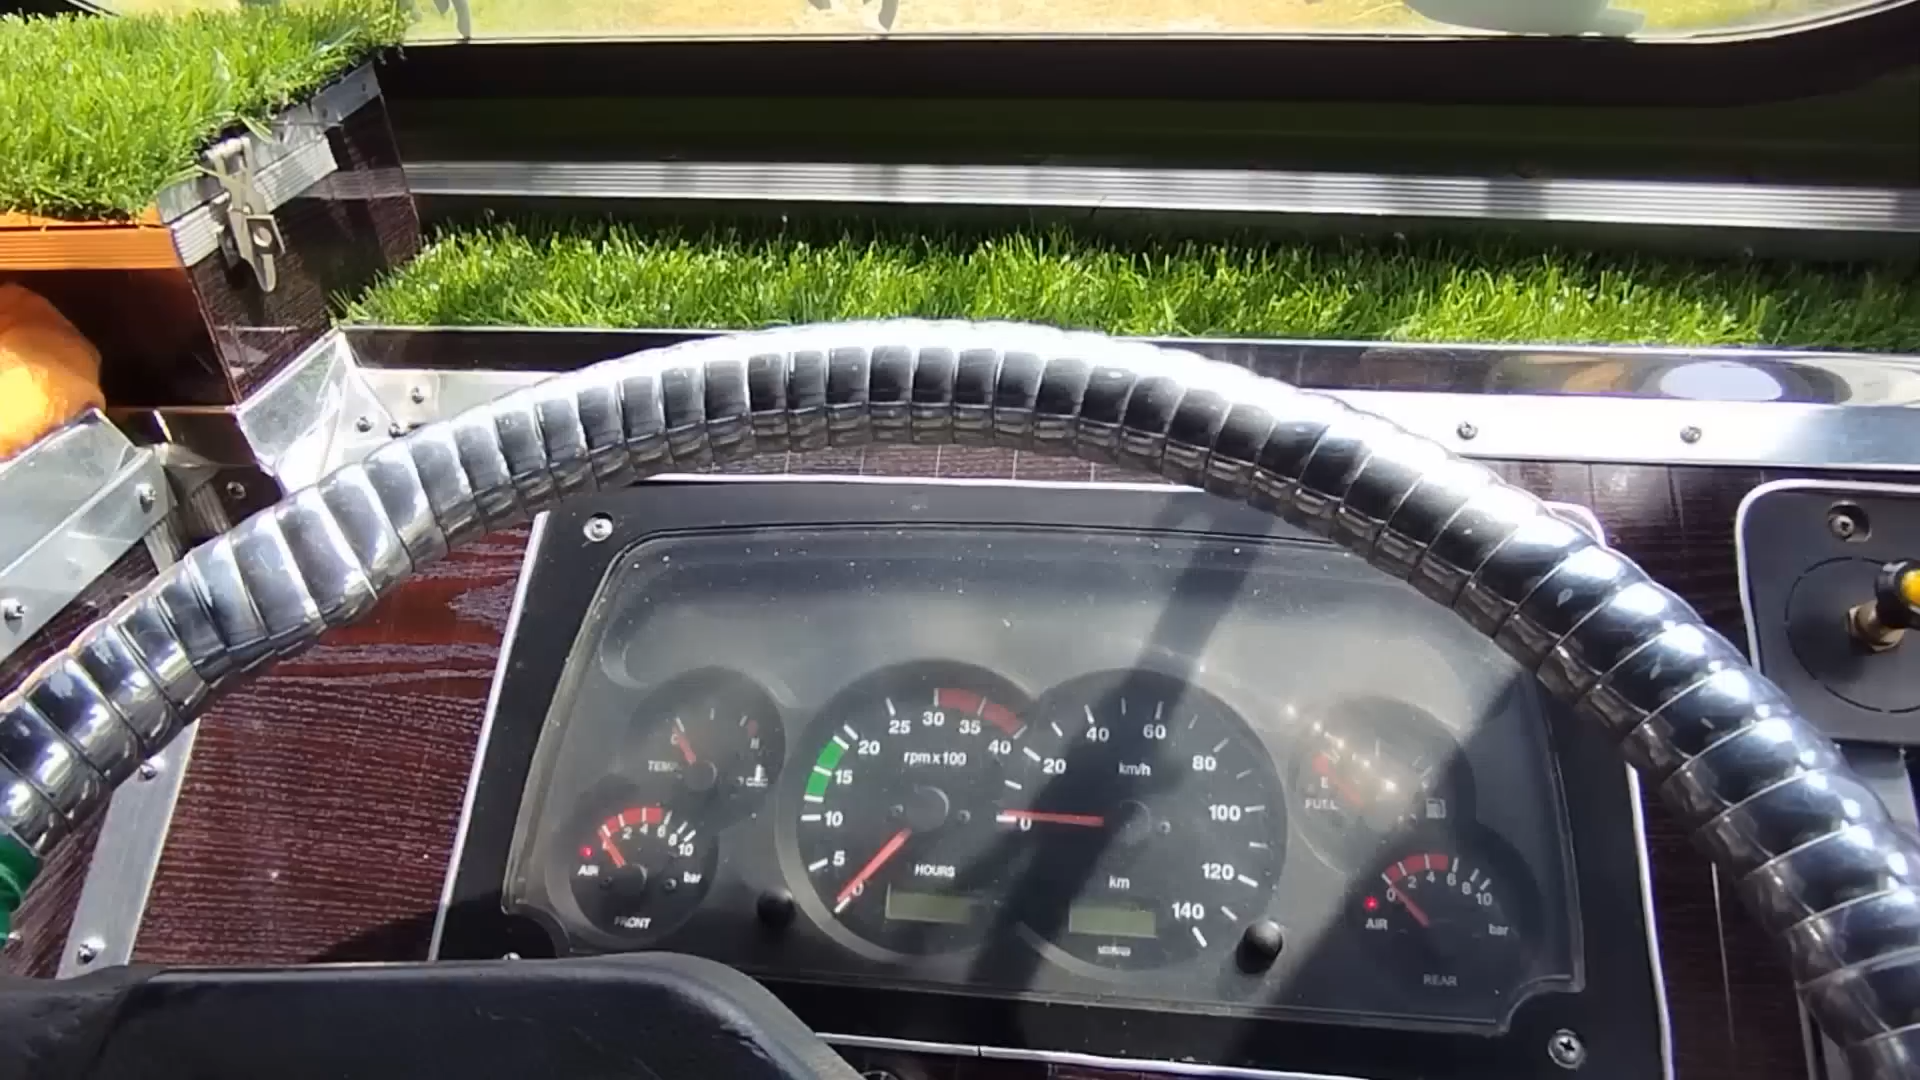 C
H
TEMP
0 2 4 6 8 10
AIR
bar
FRONT
0 5 10 15 20 25 30 35 40
rpm x 100
HOURS
0 20 40 60 80 100 120 140
km/h
km
E
FUEL
0 2 4 6 8 10
AIR
bar
REAR